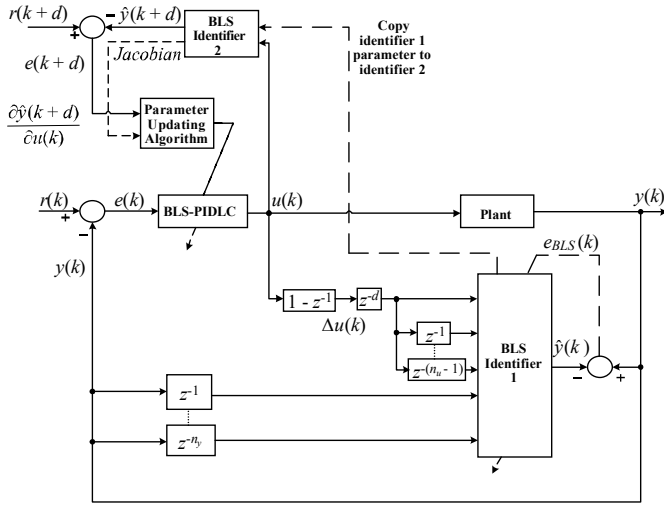 r(k+d)
+
−
ŷ(k+d)
BLS
Identifier
2
Jacobian
e(k+d)
∂ŷ(k+d)
∂u(k)
Parameter
Updating
Algorithm
Copy
identifier 1
parameter to
identifier 2
r(k)
+
−
e(k)
BLS-PIDLC
u(k)
Plant
y(k)
y(k)
e_BLS(k)
1 - z^-1
z^-d
Δu(k)
z^-1
z^-(n_u - 1)
BLS
Identifier
1
ŷ(k)
−
+
z^-1
z^-n_y